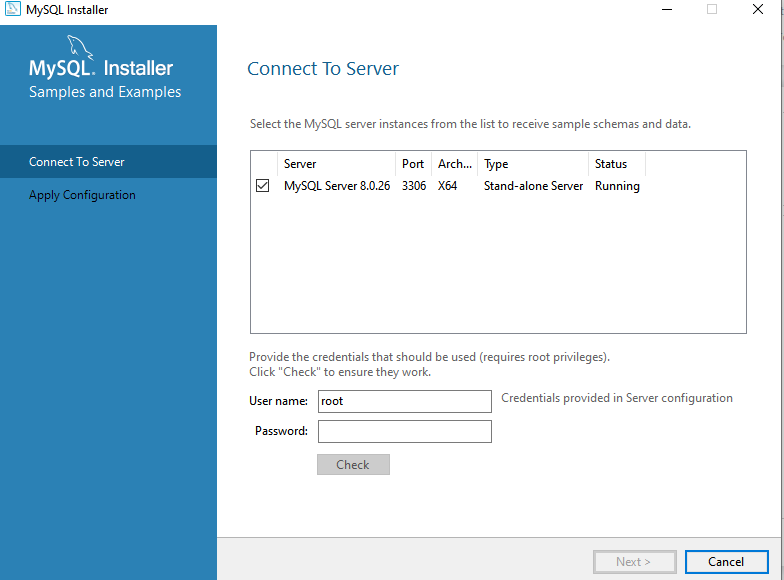 MySQL Installer
MySQL. Installer
Samples and Examples
Connect To Server
Apply Configuration
Connect To Server
Select the MySQL server instances from the list to receive sample schemas and data.
Server Port Arch... Type Status
MySQL Server 8.0.26 3306 X64 Stand-alone Server Running
Provide the credentials that should be used (requires root privileges).
Click "Check" to ensure they work.
User name: root Credentials provided in Server configuration
Password:
Check
Next > Cancel